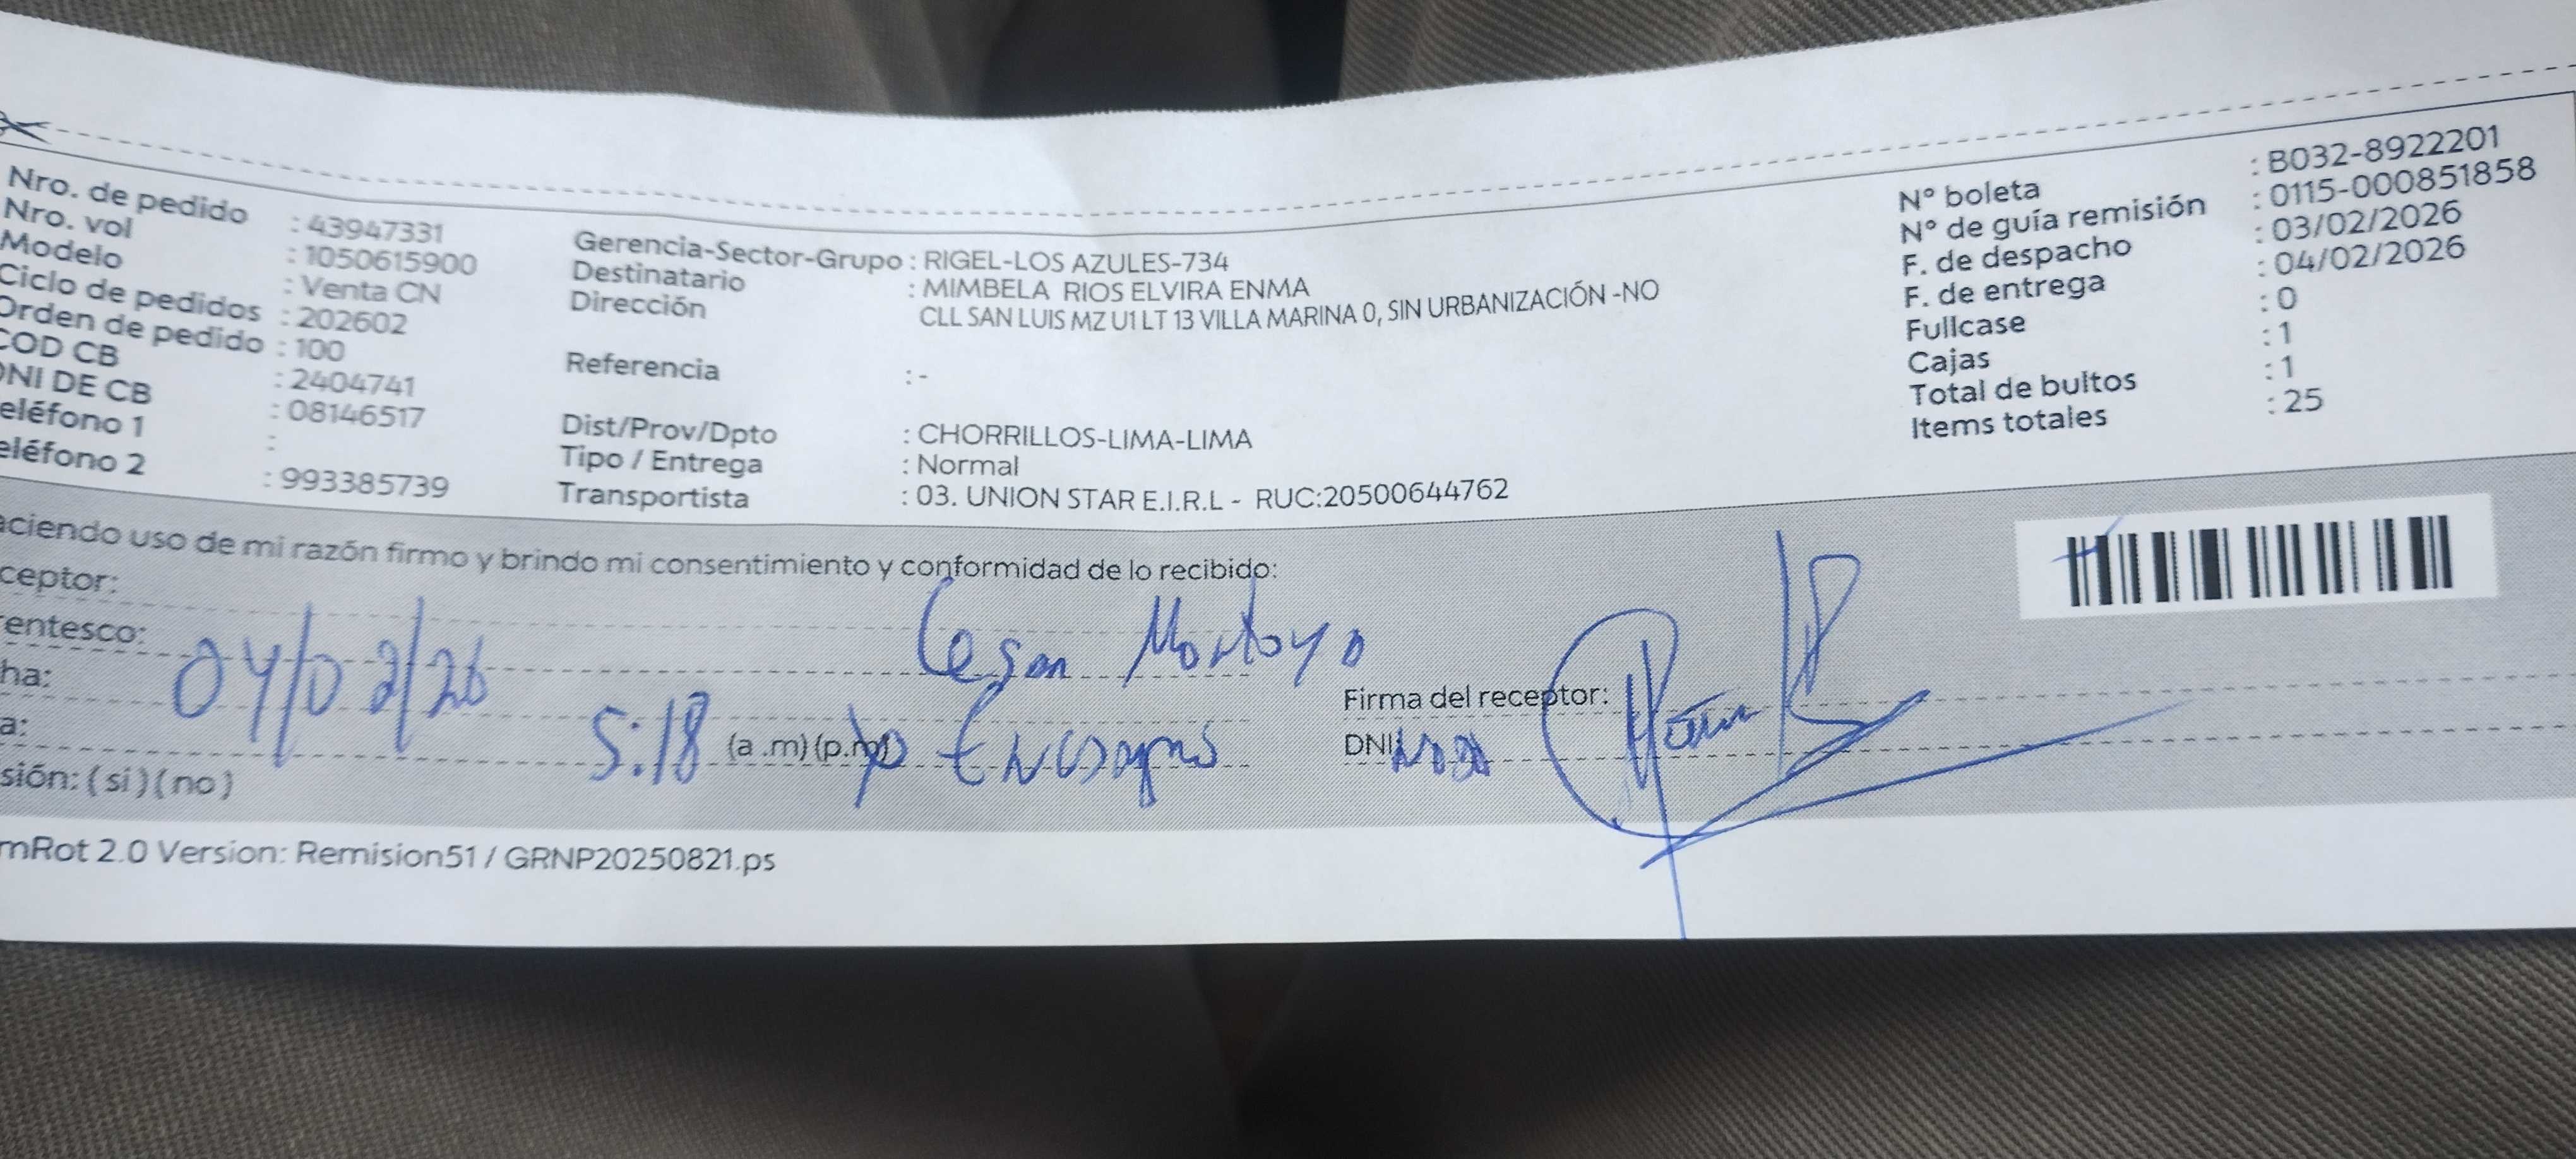 Nro. de pedido : 43947331
Nro. vol : 1050615900
Modelo : Venta CN
Ciclo de pedidos : 202602
Orden de pedido : 100
COD CB : 2404741
DNI DE CB : 08146517
eléfono 1 :
eléfono 2 : 993385739
Gerencia-Sector-Grupo : RIGEL-LOS AZULES-734
Destinatario : MIMBELA RIOS ELVIRA ENMA
Dirección : CLL SAN LUIS MZ U1 LT 13 VILLA MARINA 0, SIN URBANIZACIÓN -NO
Referencia : -
Dist/Prov/Dpto : CHORRILLOS-LIMA-LIMA
Tipo / Entrega : Normal
Transportista : 03. UNION STAR E.I.R.L - RUC:20500644762
N° boleta : B032-8922201
N° de guía remisión : 0115-000851858
F. de despacho : 03/02/2026
F. de entrega : 04/02/2026
Fullcase : 0
Cajas : 1
Total de bultos : 1
Items totales : 25
aciendo uso de mi razón firmo y brindo mi consentimiento y conformidad de lo recibido:
ceptor: Cesar Montoya
entesco:
ha: 04/02/26
Firma del receptor:
a: 5:18 (a.m) (p.m)
DNI
sión: (si) (no)
mRot 2.0 Version: Remision51 / GRNP20250821.ps